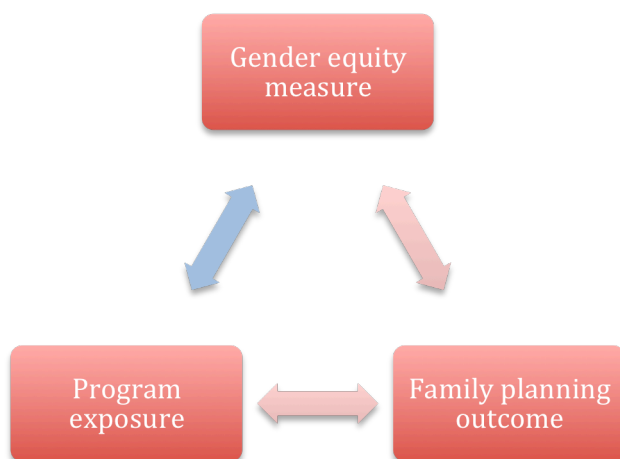 Gender equity
measure
Program
exposure
Family planning
outcome